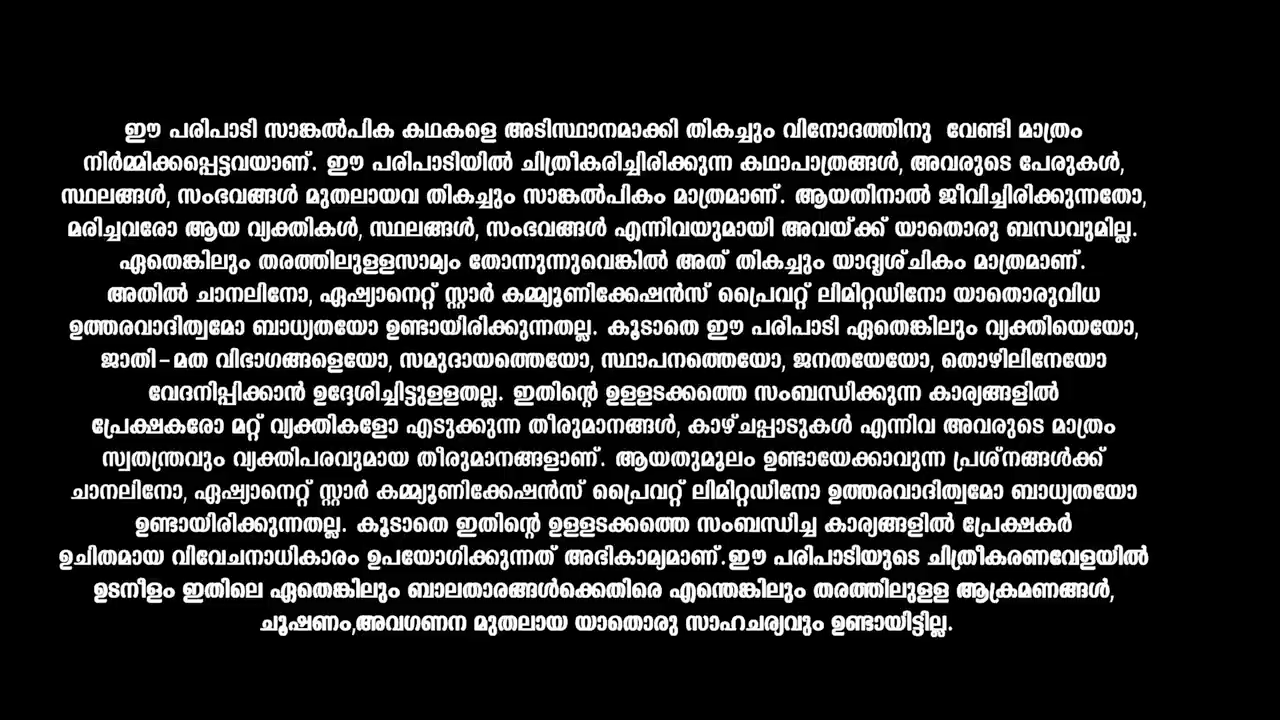 ഈ പരിപാടി സാങ്കൽപിക കഥകളെ അടിസ്ഥാനമാക്കി തികച്ചും വിനോദത്തിനു വേണ്ടി മാത്രം
നിർമ്മിക്കപ്പെട്ടവയാണ്. ഈ പരിപാടിയിൽ ചിത്രീകരിച്ചിരിക്കുന്ന കഥാപാത്രങ്ങൾ, അവരുടെ പേരുകൾ,
സ്ഥലങ്ങൾ, സംഭവങ്ങൾ മുതലായവ തികച്ചും സാങ്കൽപികം മാത്രമാണ്. ആയതിനാൽ ജീവിച്ചിരിക്കുന്നതോ,
മരിച്ചവരോ ആയ വ്യക്തികൾ, സ്ഥലങ്ങൾ, സംഭവങ്ങൾ എന്നിവയുമായി അവയ്ക്ക് യാതൊരു ബന്ധവുമില്ല.
ഏതെങ്കിലും തരത്തിലുളളസാമ്യം തോന്നുന്നുവെങ്കിൽ അത് തികച്ചും യാദൃശ്ചികം മാത്രമാണ്.
അതിൽ ചാനലിനോ, ഏഷ്യാനെറ്റ് സ്റ്റാർ കമ്മ്യൂണിക്കേഷൻസ് പ്രൈവറ്റ് ലിമിറ്റഡിനോ യാതൊരുവിധ
ഉത്തരവാദിത്വമോ ബാധ്യതയോ ഉണ്ടായിരിക്കുന്നതല്ല. കൂടാതെ ഈ പരിപാടി ഏതെങ്കിലും വ്യക്തിയെയോ,
ജാതി-മത വിഭാഗങ്ങളെയോ, സമുദായത്തെയോ, സ്ഥാപനത്തെയോ, ജനതയേയോ, തൊഴിലിനേയോ
വേദനിപ്പിക്കാൻ ഉദ്ദേശിച്ചിട്ടുളളതല്ല. ഇതിന്റെ ഉളളടക്കത്തെ സംബന്ധിക്കുന്ന കാര്യങ്ങളിൽ
പ്രേക്ഷകരോ മറ്റ് വ്യക്തികളോ എടുക്കുന്ന തീരുമാനങ്ങൾ, കാഴ്ചപ്പാടുകൾ എന്നിവ അവരുടെ മാത്രം
സ്വതന്ത്രവും വ്യക്തിപരവുമായ തീരുമാനങ്ങളാണ്. ആയതുമൂലം ഉണ്ടായേക്കാവുന്ന പ്രശ്നങ്ങൾക്ക്
ചാനലിനോ, ഏഷ്യാനെറ്റ് സ്റ്റാർ കമ്മ്യൂണിക്കേഷൻസ് പ്രൈവറ്റ് ലിമിറ്റഡിനോ ഉത്തരവാദിത്വമോ ബാധ്യതയോ
ഉണ്ടായിരിക്കുന്നതല്ല. കൂടാതെ ഇതിന്റെ ഉളളടക്കത്തെ സംബന്ധിച്ച കാര്യങ്ങളിൽ പ്രേക്ഷകർ
ഉചിതമായ വിവേചനാധികാരം ഉപയോഗിക്കുന്നത് അഭികാമ്യമാണ്.ഈ പരിപാടിയുടെ ചിത്രീകരണവേളയിൽ
ഉടനീളം ഇതിലെ ഏതെങ്കിലും ബാലതാരങ്ങൾക്കെതിരെ എന്തെങ്കിലും തരത്തിലുളള ആക്രമണങ്ങൾ,
ചൂഷണം,അവഗണന മുതലായ യാതൊരു സാഹചര്യവും ഉണ്ടായിട്ടില്ല.